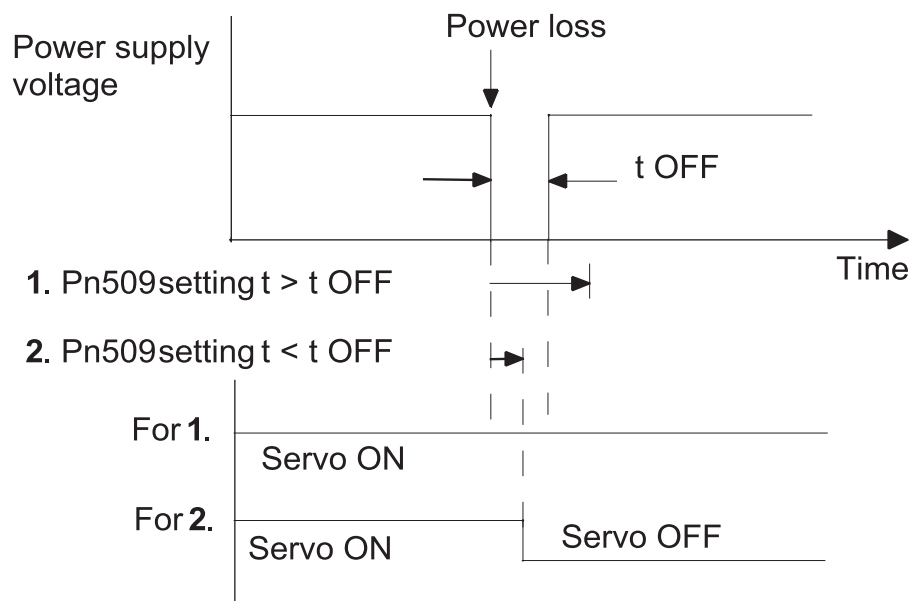 Power loss
Power supply
voltage
t OFF
Time
1. Pn509setting t > t OFF
2. Pn509setting t < t OFF
For 1.
Servo ON
For 2.
Servo ON
Servo OFF